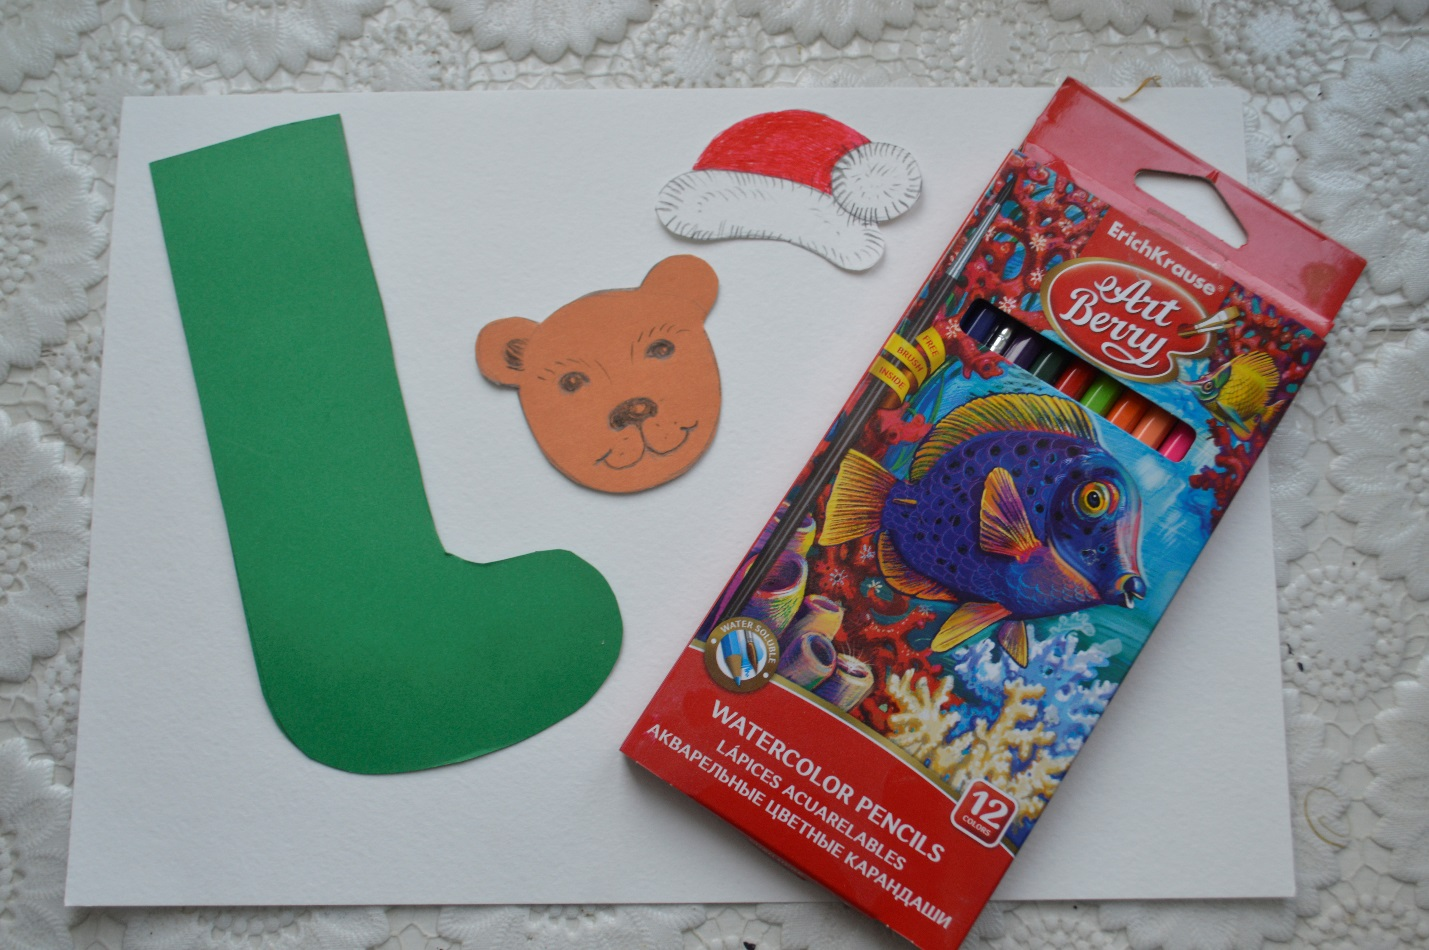 ErichKrause®
Art
Berry®
FREE
BRUSH
INSIDE
WATER SOLUBLE
WATERCOLOR PENCILS
LÁPICES ACUARELABLES
АКВАРЕЛЬНЫЕ ЦВЕТНЫЕ КАРАНДАШИ
12
COLORS